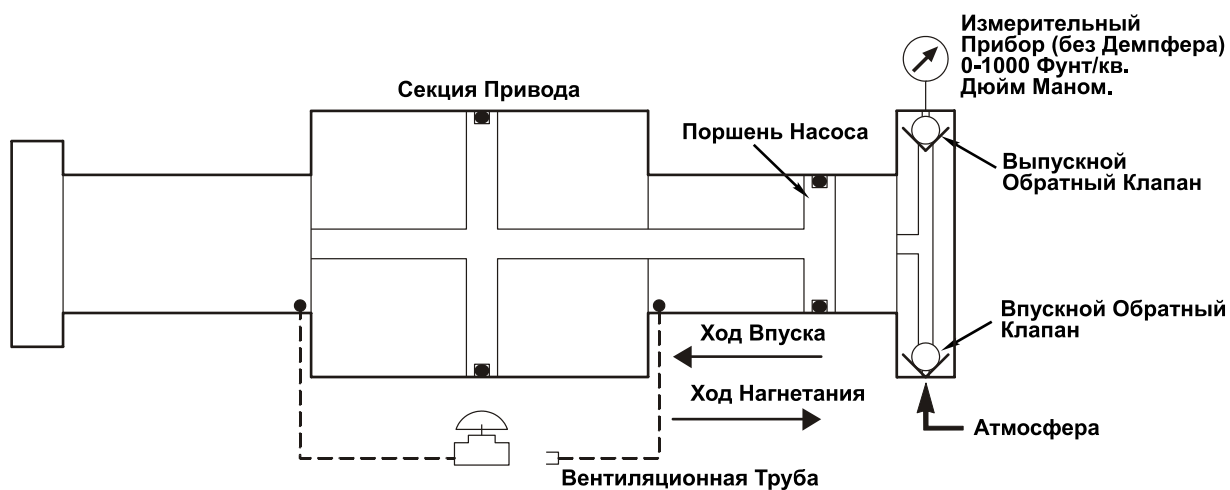 Измерительный
Прибор (без Демпфера)
0-1000 Фунт/кв.
Дюйм Маном.
Секция Привода
Поршень Насоса
Выпускной
Обратный Клапан
Впускной Обратный
Клапан
Ход Впуска
Ход Нагнетания
Атмосфера
Вентиляционная Труба